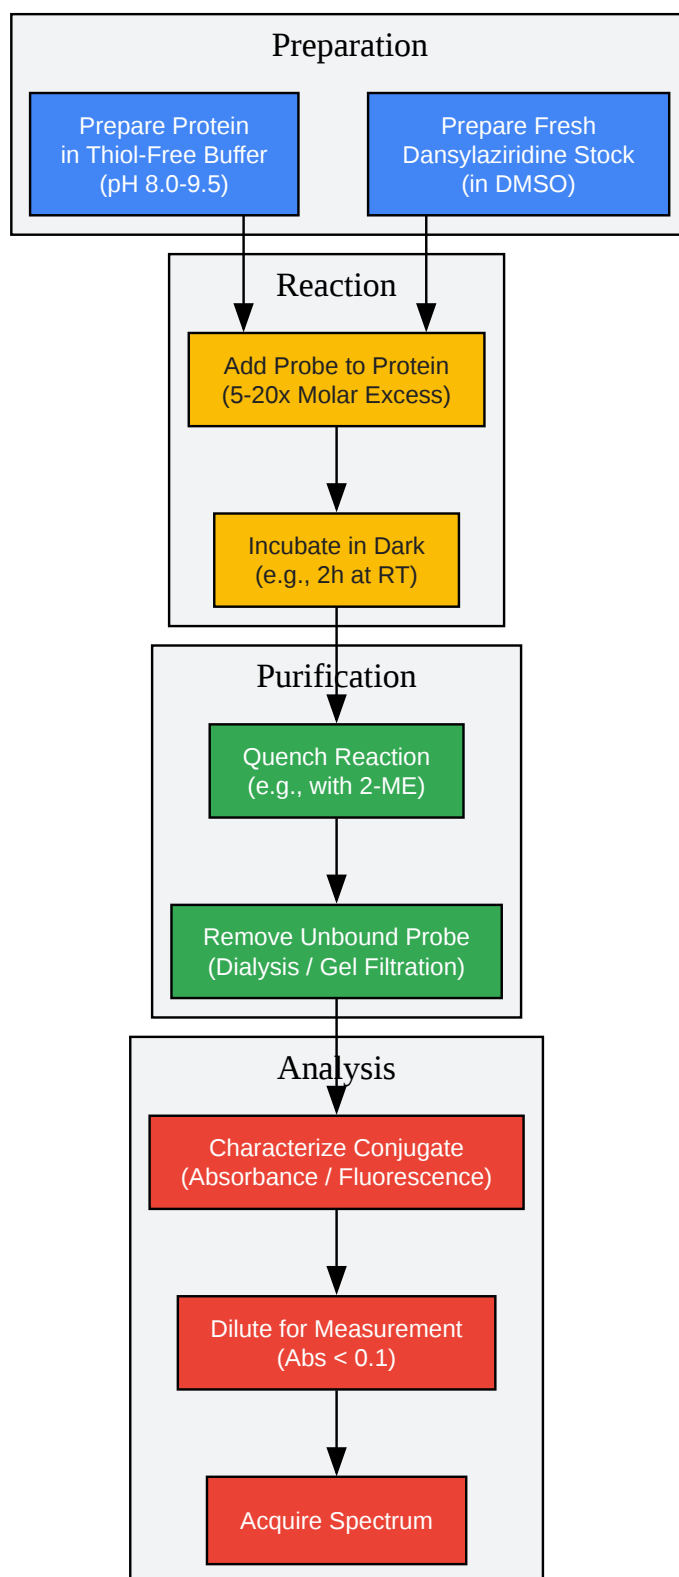 Preparation
Prepare Protein
in Thiol-Free Buffer
(pH 8.0-9.5)
Prepare Fresh
Dansylaziridine Stock
(in DMSO)
Reaction
Add Probe to Protein
(5-20x Molar Excess)
Incubate in Dark
(e.g., 2h at RT)
Purification
Quench Reaction
(e.g., with 2-ME)
Remove Unbound Probe
(Dialysis / Gel Filtration)
Analysis
Characterize Conjugate
(Absorbance / Fluorescence)
Dilute for Measurement
(Abs < 0.1)
Acquire Spectrum